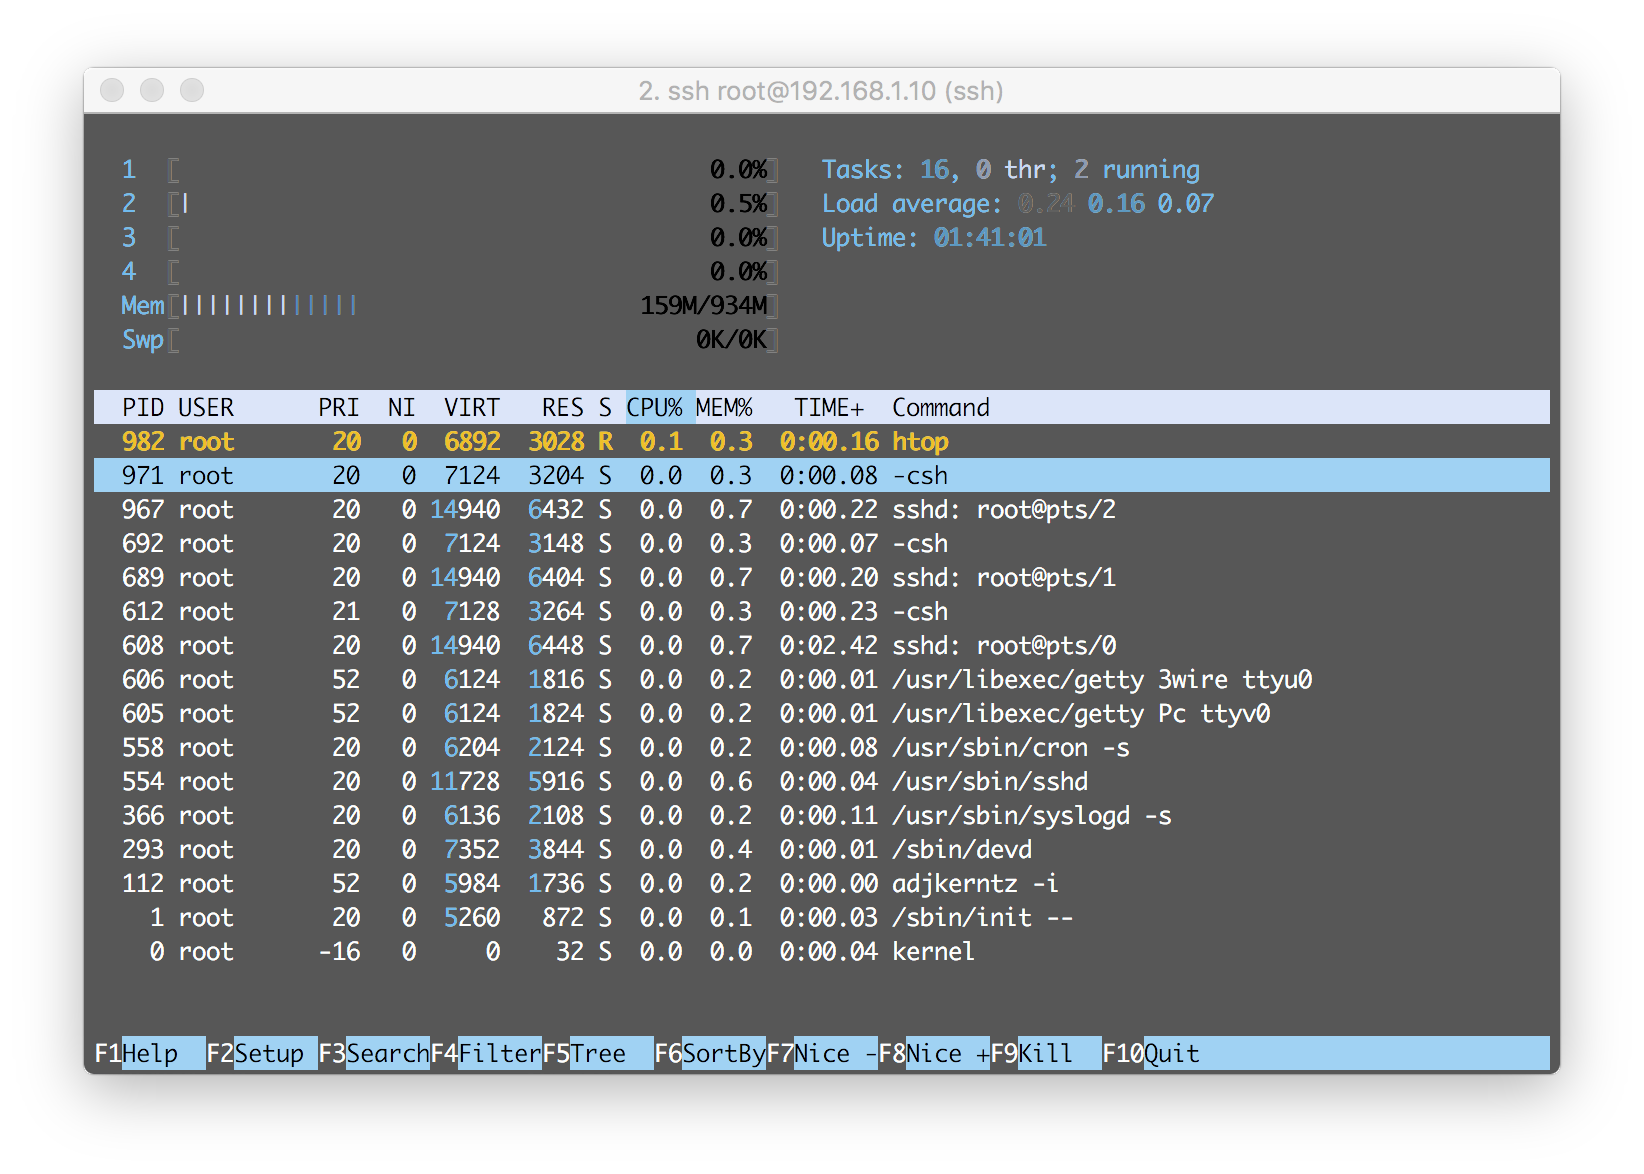 2. ssh root@192.168.1.10 (ssh)
1 [ 0.0%] Tasks: 16, 0 thr; 2 running
2 [| 0.5%] Load average: 0.24 0.16 0.07
3 [ 0.0%] Uptime: 01:41:01
4 [ 0.0%]
Mem[||||||||||||| 159M/934M]
Swp[ 0K/0K]
PID USER PRI NI VIRT RES S CPU% MEM% TIME+ Command
982 root 20 0 6892 3028 R 0.1 0.3 0:00.16 htop
971 root 20 0 7124 3204 S 0.0 0.3 0:00.08 -csh
967 root 20 0 14940 6432 S 0.0 0.7 0:00.22 sshd: root@pts/2
692 root 20 0 7124 3148 S 0.0 0.3 0:00.07 -csh
689 root 20 0 14940 6404 S 0.0 0.7 0:00.20 sshd: root@pts/1
612 root 21 0 7128 3264 S 0.0 0.3 0:00.23 -csh
608 root 20 0 14940 6448 S 0.0 0.7 0:02.42 sshd: root@pts/0
606 root 52 0 6124 1816 S 0.0 0.2 0:00.01 /usr/libexec/getty 3wire ttyu0
605 root 52 0 6124 1824 S 0.0 0.2 0:00.01 /usr/libexec/getty Pc ttyv0
558 root 20 0 6204 2124 S 0.0 0.2 0:00.08 /usr/sbin/cron -s
554 root 20 0 11728 5916 S 0.0 0.6 0:00.04 /usr/sbin/sshd
366 root 20 0 6136 2108 S 0.0 0.2 0:00.11 /usr/sbin/syslogd -s
293 root 20 0 7352 3844 S 0.0 0.4 0:00.01 /sbin/devd
112 root 52 0 5984 1736 S 0.0 0.2 0:00.00 adjkerntz -i
1 root 20 0 5260 872 S 0.0 0.1 0:00.03 /sbin/init --
0 root -16 0 0 32 S 0.0 0.0 0:00.04 kernel
F1Help F2Setup F3SearchF4FilterF5Tree F6SortByF7Nice -F8Nice +F9Kill F10Quit